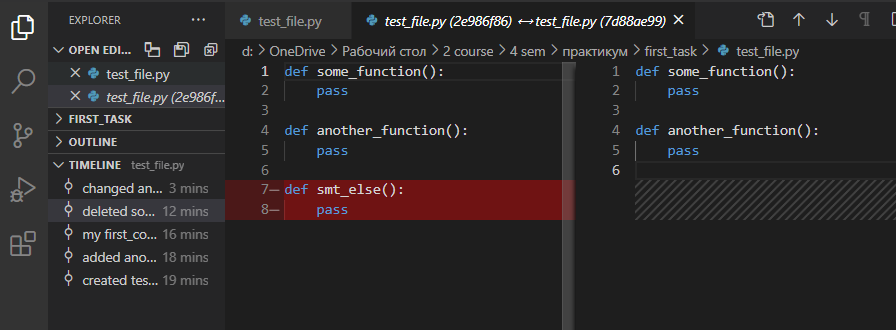 EXPLORER
OPEN EDI...
test_file.py
test_file.py (2e986f...
FIRST_TASK
OUTLINE
TIMELINE test_file.py
changed an... 3 mins
deleted so... 12 mins
my first_co... 16 mins
added ano... 18 mins
created tes... 19 mins
test_file.py
test_file.py (2e986f86) ↔ test_file.py (7d88ae99)
d: > OneDrive > Рабочий стол > 2 course > 4 sem > практикум > first_task > test_file.py
1 def some_function():
2 pass
3
4 def another_function():
5 pass
6
7— def smt_else():
8— pass
1 def some_function():
2 pass
3
4 def another_function():
5 pass
6